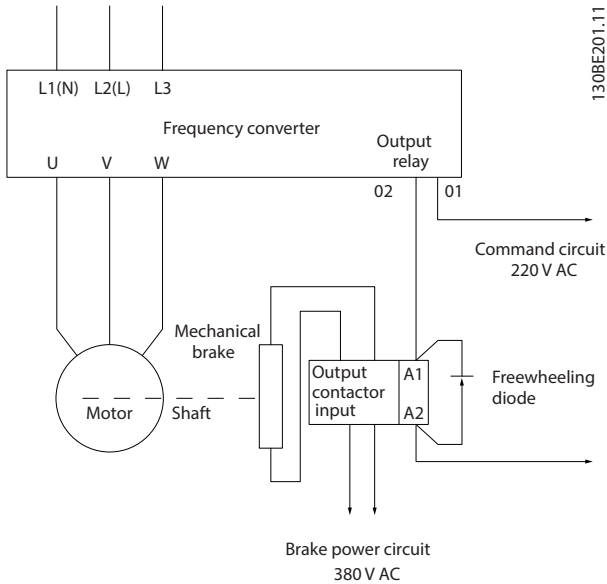 130BE201.11
L1(N) L2(L) L3
Frequency converter
Output
relay
U V W
02 01
Command circuit
220 V AC
Mechanical
brake
Output
contactor
input
A1
A2
Freewheeling
diode
Motor
Shaft
Brake power circuit
380 V AC